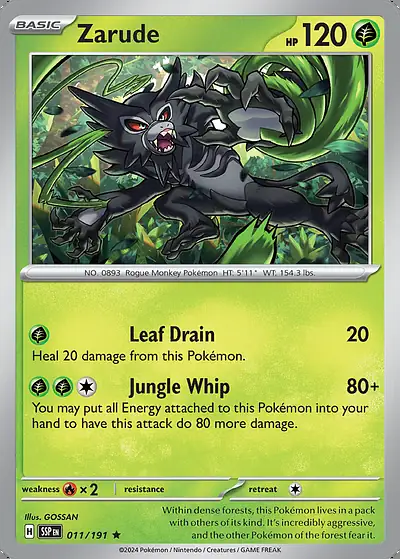 BASIC
Zarude
HP 120
NO. 0893 Rogue Monkey Pokémon HT: 5'11" WT: 154.3 lbs.
Leaf Drain 20
Heal 20 damage from this Pokémon.
Jungle Whip 80+
You may put all Energy attached to this Pokémon into your
hand to have this attack do 80 more damage.
weakness ×2 resistance retreat
Illus. GOSSAN
H SSP EN 011/191 ★
Within dense forests, this Pokémon lives in a pack
with others of its kind. It's incredibly aggressive,
and the other Pokémon of the forest fear it.
©2024 Pokémon / Nintendo / Creatures / GAME FREAK